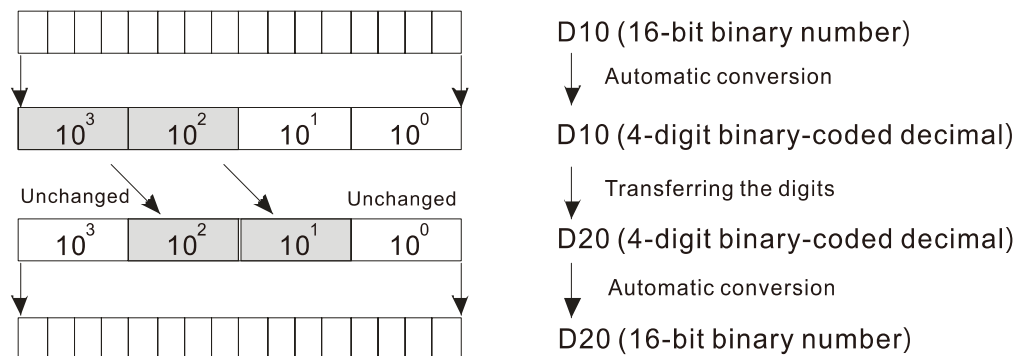 D10 (16-bit binary number)
Automatic conversion
10³ 10² 10¹ 10⁰
D10 (4-digit binary-coded decimal)
Unchanged
Unchanged
Transferring the digits
10³ 10² 10¹ 10⁰
D20 (4-digit binary-coded decimal)
Automatic conversion
D20 (16-bit binary number)